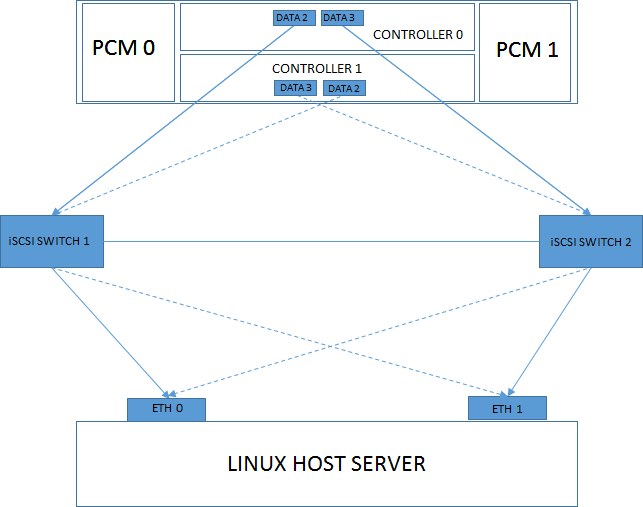 DATA 2 DATA 3
PCM 0
CONTROLLER 0
PCM 1
CONTROLLER 1
DATA 3 DATA 2
iSCSI SWITCH 1
iSCSI SWITCH 2
ETH 0
ETH 1
LINUX HOST SERVER